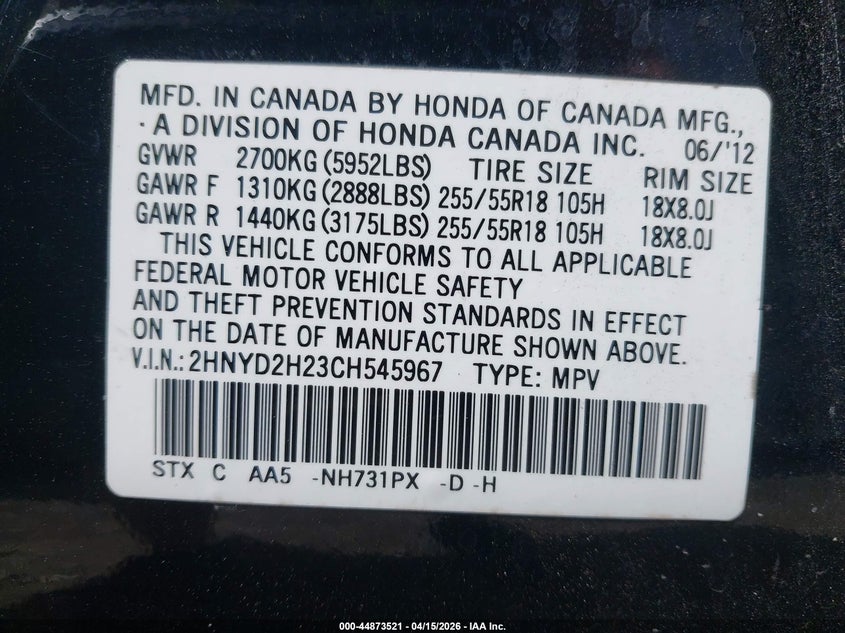 MFD. IN CANADA BY HONDA OF CANADA MFG.,
· A DIVISION OF HONDA CANADA INC. 06/'12
GVWR 2700KG (5952LBS) TIRE SIZE RIM SIZE
GAWR F 1310KG (2888LBS) 255/55R18 105H 18X8.0J
GAWR R 1440KG (3175LBS) 255/55R18 105H 18X8.0J
THIS VEHICLE CONFORMS TO ALL APPLICABLE
FEDERAL MOTOR VEHICLE SAFETY
AND THEFT PREVENTION STANDARDS IN EFFECT
ON THE DATE OF MANUFACTURE SHOWN ABOVE.
V.I.N.: 2HNYD2H23CH545967 TYPE: MPV
STX C AA5 -NH731PX -D -H
000-44873521 | 04/15/2026 - IAA Inc.